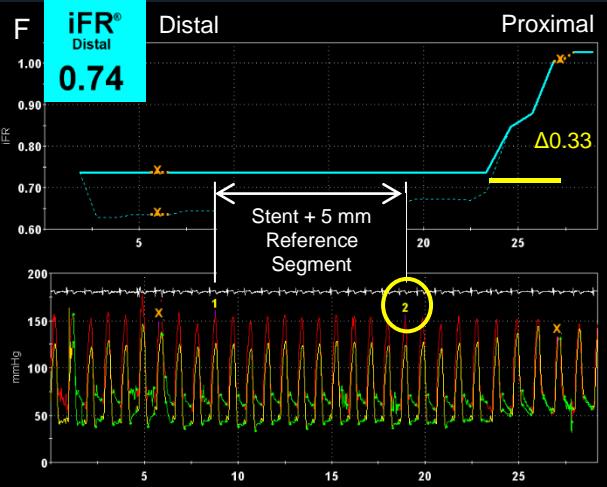 F
iFR®
Distal
0.74
Distal
Proximal
1.00
0.90
0.80
0.70
0.60
iFR
Δ0.33
5
20
25
Stent + 5 mm
Reference
Segment
200
150
100
50
0
mmHg
1
2
X
X
X
X
X
5
10
15
20
25